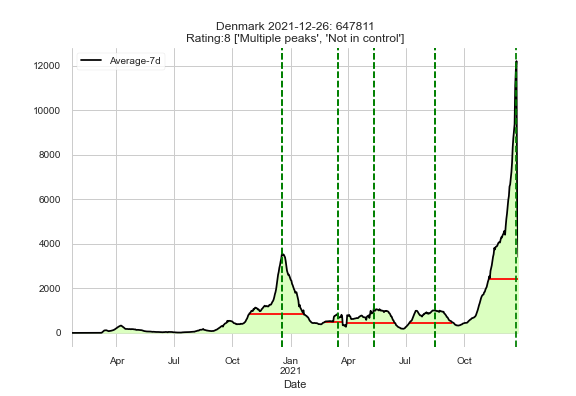 Denmark 2021-12-26: 647811
Rating:8 ['Multiple peaks', 'Not in control']
Average-7d
12000
10000
8000
6000
4000
2000
0
Apr Jul Oct Jan Apr Jul Oct
2021
Date